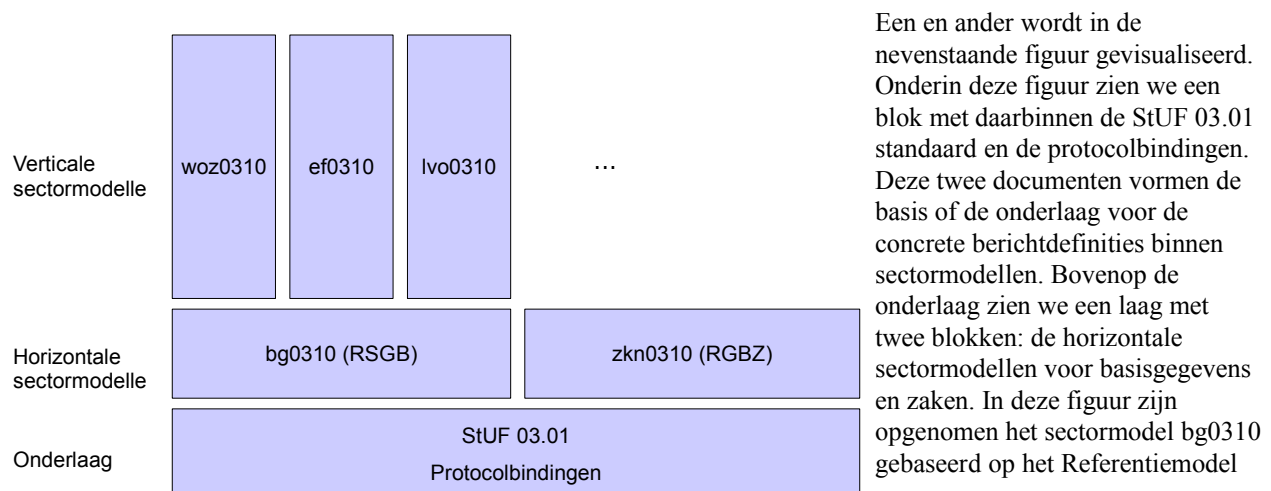 Verticale
sectormodelle
woz0310
ef0310
lvo0310
...
Horizontale
sectormodelle
bg0310 (RSGB)
zkn0310 (RGBZ)
Onderlaag
StUF 03.01
Protocolbindingen
Een en ander wordt in de
nevenstaande figuur gevisualiseerd.
Onderin deze figuur zien we een
blok met daarbinnen de StUF 03.01
standaard en de protocolbindingen.
Deze twee documenten vormen de
basis of de onderlaag voor de
concrete berichtdefinities binnen
sectormodellen. Bovenop de
onderlaag zien we een laag met
twee blokken: de horizontale
sectormodellen voor basisgegevens
en zaken. In deze figuur zijn
opgenomen het sectormodel bg0310
gebaseerd op het Referentiemodel